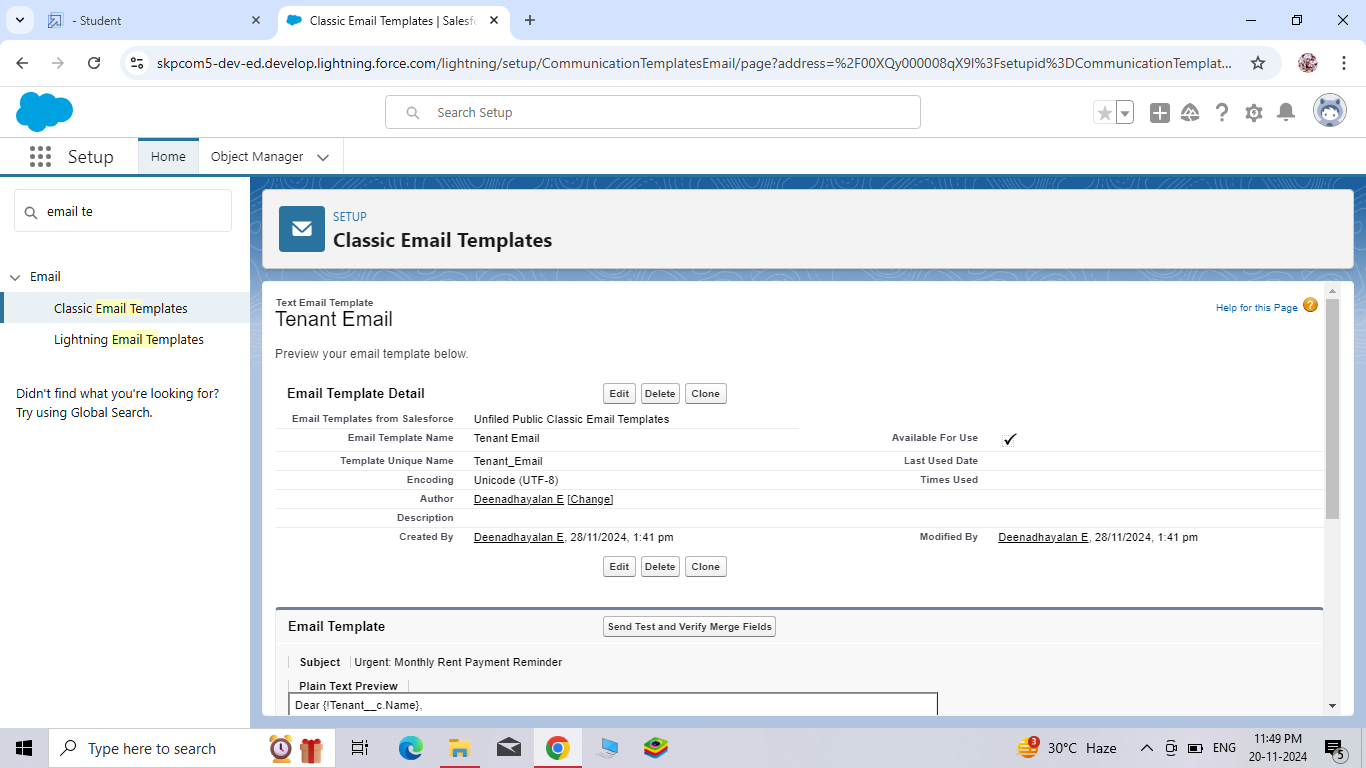 - Student
Classic Email Templates | Salesf
skpcom5-dev-ed.develop.lightning.force.com/lightning/setup/CommunicationTemplatesEmail/page?address=%2F00XQy000008qX9l%3Fsetupid%3DCommunicationTemplat...
Search Setup
Setup
Home
Object Manager
email te
Email
Classic Email Templates
Lightning Email Templates
Didn't find what you're looking for?
Try using Global Search.
SETUP
Classic Email Templates
Text Email Template
Tenant Email
Help for this Page ?
Preview your email template below.
Email Template Detail Edit Delete Clone
Email Templates from Salesforce Unfiled Public Classic Email Templates
Email Template Name Tenant Email Available For Use
Template Unique Name Tenant_Email Last Used Date
Encoding Unicode (UTF-8) Times Used
Author Deenadhayalan E [Change]
Description
Created By Deenadhayalan E, 28/11/2024, 1:41 pm Modified By Deenadhayalan E, 28/11/2024, 1:41 pm
Edit Delete Clone
Email Template Send Test and Verify Merge Fields
Subject Urgent: Monthly Rent Payment Reminder
Plain Text Preview
Dear {!Tenant__c.Name},
Type here to search
3
30°C Haze
ENG
11:49 PM
20-11-2024
5